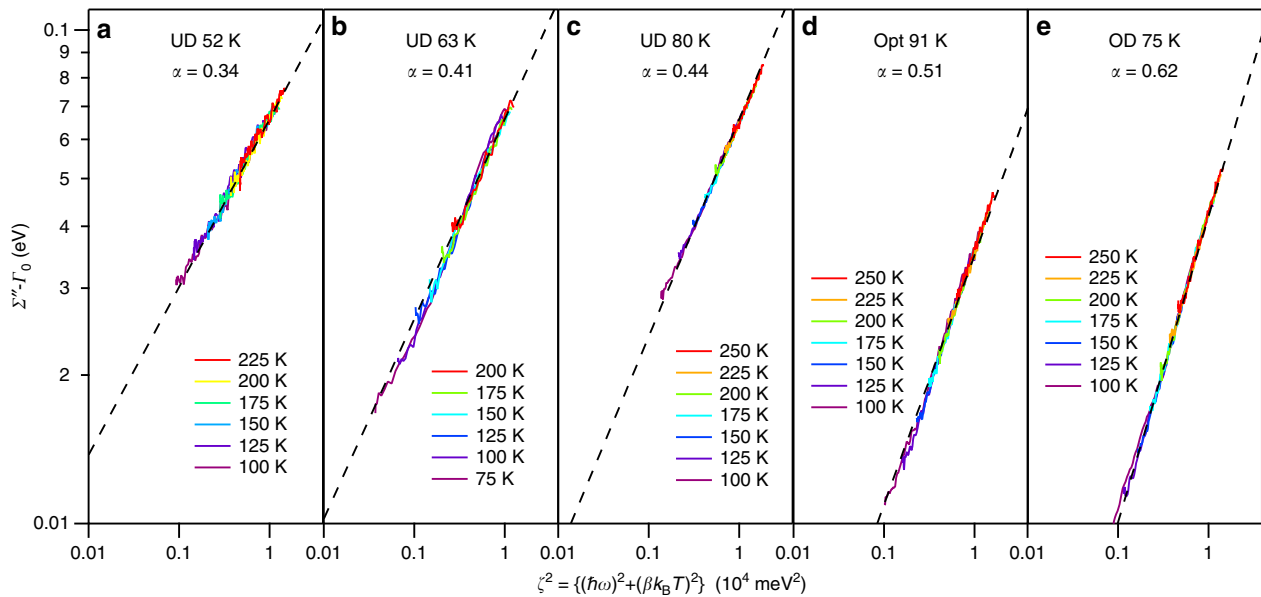 a
UD 52 K
α = 0.34
b
UD 63 K
α = 0.41
c
UD 80 K
α = 0.44
d
Opt 91 K
α = 0.51
e
OD 75 K
α = 0.62
0.1
9
8
7
6
5
4
3
2
0.01
Σ″-Γ₀ (eV)
225 K
200 K
175 K
150 K
125 K
100 K
200 K
175 K
150 K
125 K
100 K
75 K
250 K
225 K
200 K
175 K
150 K
125 K
100 K
250 K
225 K
200 K
175 K
150 K
125 K
100 K
250 K
225 K
200 K
175 K
150 K
125 K
100 K
0.01 0.1 1 0.01 0.1 1 0.01 0.1 1 0.01 0.1 1 0.01 0.1 1
ζ² = {(ħω)²+(βk_BT)²} (10⁴ meV²)